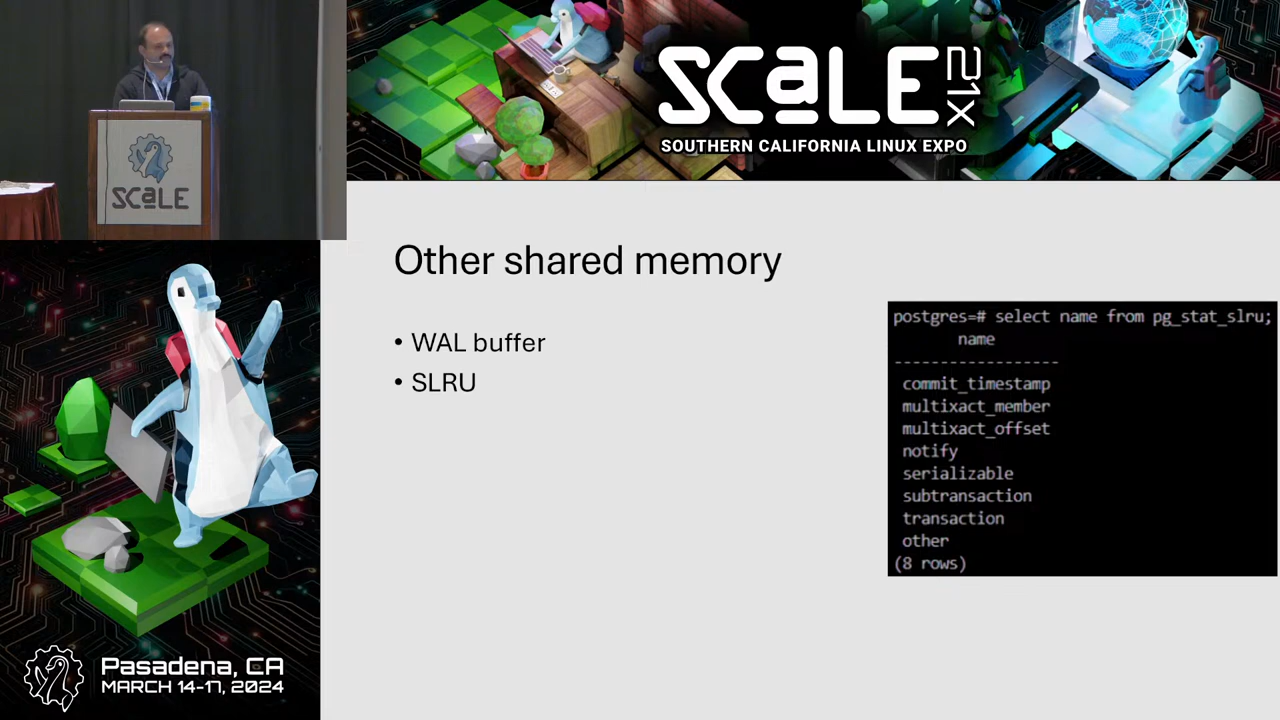 SCALE
SCALE 21X
SOUTHERN CALIFORNIA LINUX EXPO
Other shared memory
• WAL buffer
• SLRU
postgres=# select name from pg_stat_slru;
name
------------------
commit_timestamp
multixact_member
multixact_offset
notify
serializable
subtransaction
transaction
other
(8 rows)
Pasadena, CA
MARCH 14-17, 2024